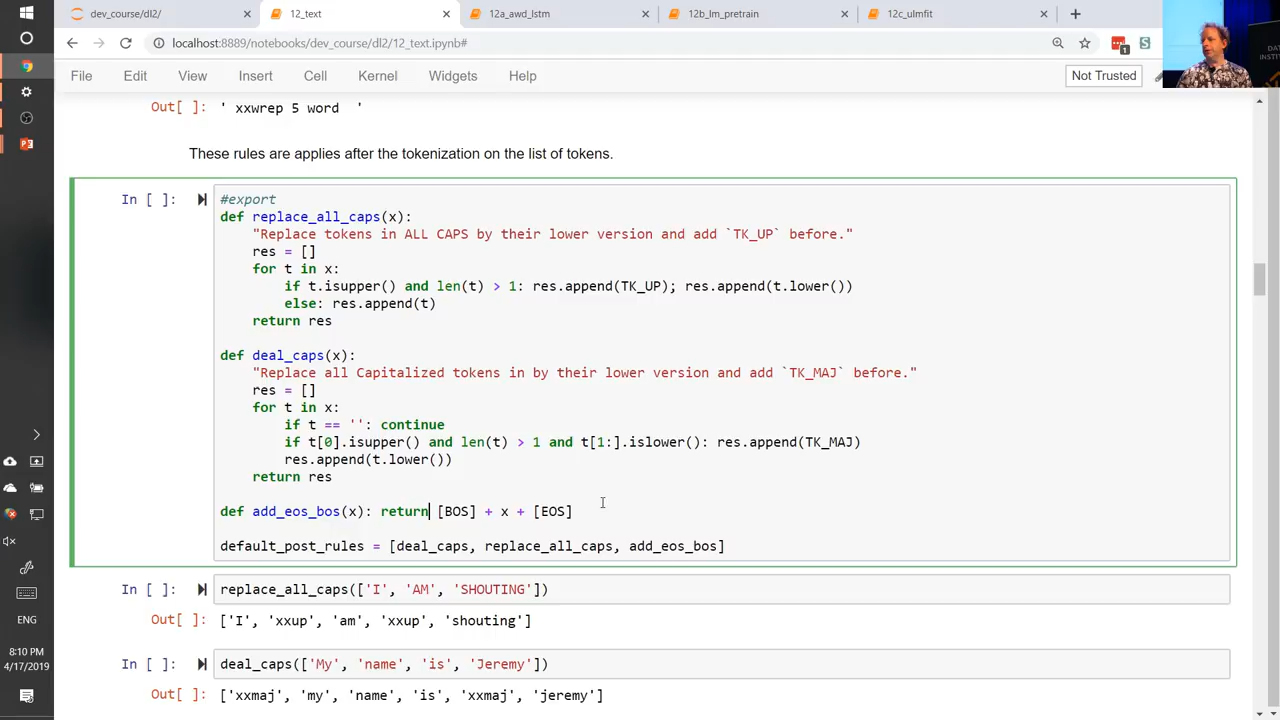 dev_course/dl2/
12_text
12a_awd_lstm
12b_lm_pretrain
12c_ulmfit
localhost:8889/notebooks/dev_course/dl2/12_text.ipynb#
1
S
File Edit View Insert Cell Kernel Widgets Help
Not Trusted
Out[ ]: ' xxwrep 5 word  '
These rules are applies after the tokenization on the list of tokens.
In [ ]:
#export
def replace_all_caps(x):
    "Replace tokens in ALL CAPS by their lower version and add `TK_UP` before."
    res = []
    for t in x:
        if t.isupper() and len(t) > 1: res.append(TK_UP); res.append(t.lower())
        else: res.append(t)
    return res
def deal_caps(x):
    "Replace all Capitalized tokens in by their lower version and add `TK_MAJ` before."
    res = []
    for t in x:
        if t == '': continue
        if t[0].isupper() and len(t) > 1 and t[1:].islower(): res.append(TK_MAJ)
        res.append(t.lower())
    return res
def add_eos_bos(x): return [BOS] + x + [EOS]
default_post_rules = [deal_caps, replace_all_caps, add_eos_bos]
In [ ]: replace_all_caps(['I', 'AM', 'SHOUTING'])
Out[ ]: ['I', 'xxup', 'am', 'xxup', 'shouting']
In [ ]: deal_caps(['My', 'name', 'is', 'Jeremy'])
Out[ ]: ['xxmaj', 'my', 'name', 'is', 'xxmaj', 'jeremy']
ENG
8:10 PM
4/17/2019